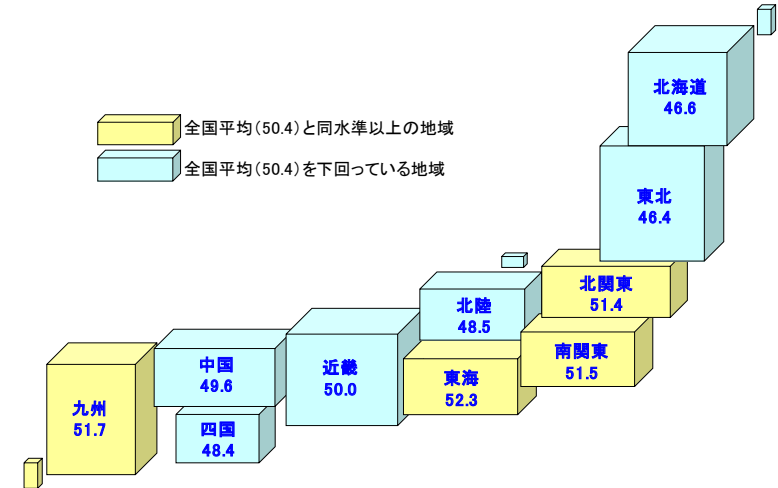 北海道
46.6
全国平均(50.4)と同水準以上の地域
全国平均(50.4)を下回っている地域
東北
46.4
北関東
51.4
北陸
48.5
南関東
51.5
中国
49.6
近畿
50.0
東海
52.3
九州
51.7
四国
48.4